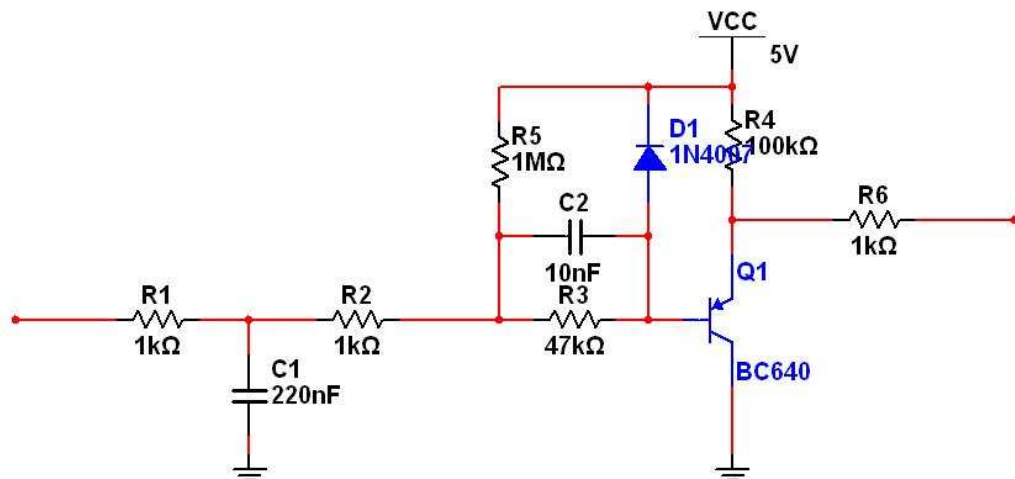 VCC
5V
R5
1MΩ
D1
1N4007
R4
100kΩ
C2
10nF
R6
1kΩ
Q1
R1
1kΩ
R2
1kΩ
R3
47kΩ
C1
220nF
BC640